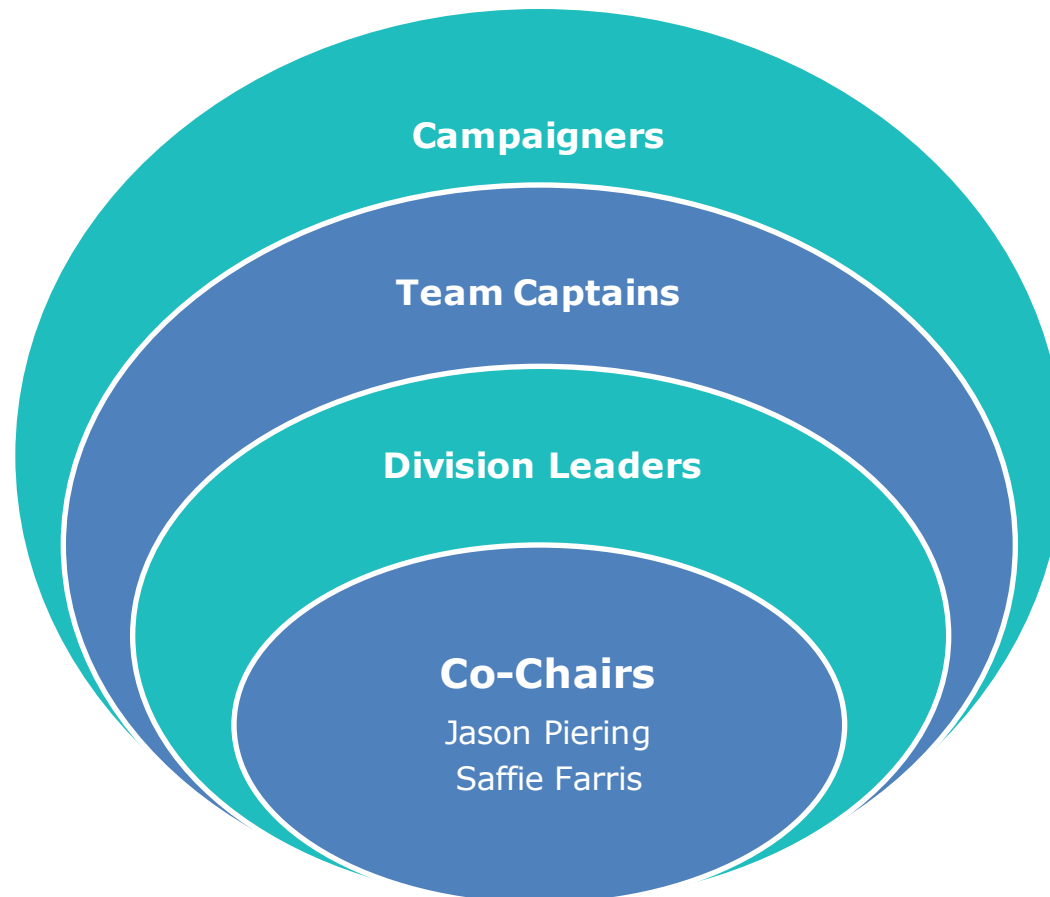 Campaigners
Team Captains
Division Leaders
Co-Chairs
Jason Piering
Saffie Farris